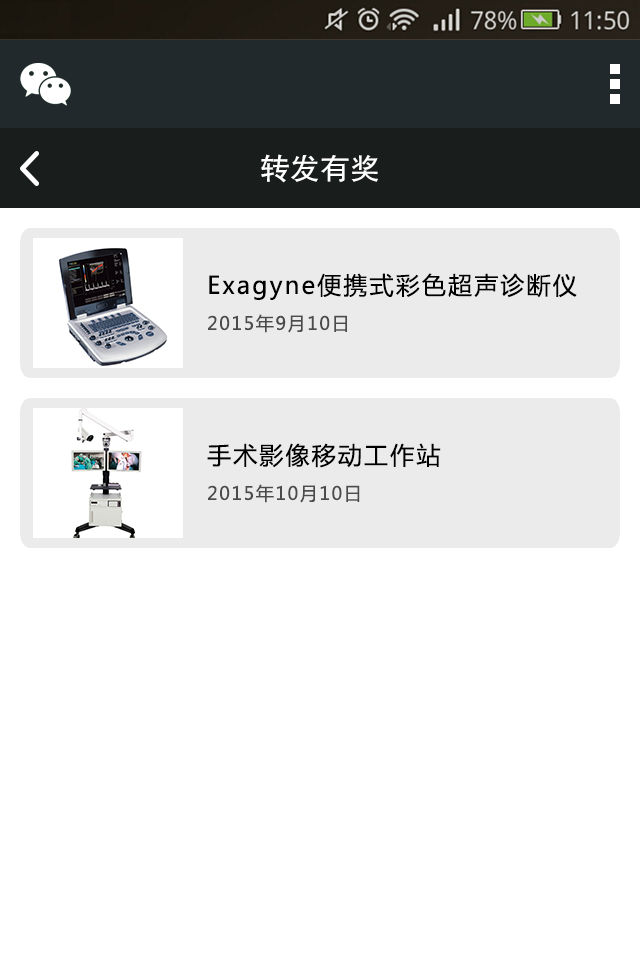 78% 11:50
转发有奖
Exagyne便携式彩色超声诊断仪
2015年9月10日
手术影像移动工作站
2015年10月10日